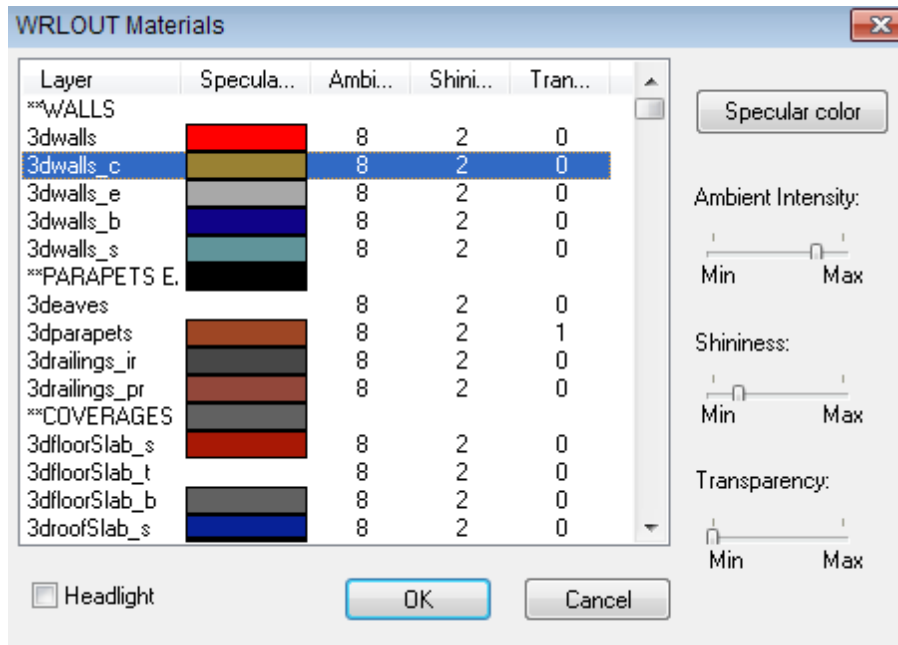 WRLOUT Materials
Layer Specula... Ambi... Shini... Tran...
**WALLS
3dwalls 8 2 0
3dwalls_c 8 2 0
3dwalls_e 8 2 0
3dwalls_b 8 2 0
3dwalls_s 8 2 0
**PARAPETS E.
3deaves 8 2 0
3dparapets 8 2 1
3drailings_ir 8 2 0
3drailings_pr 8 2 0
**COVERAGES
3dfloorSlab_s 8 2 0
3dfloorSlab_t 8 2 0
3dfloorSlab_b 8 2 0
3droofSlab_s 8 2 0
Specular color
Ambient Intensity:
Min Max
Shininess:
Min Max
Transparency:
Min Max
Headlight
OK
Cancel